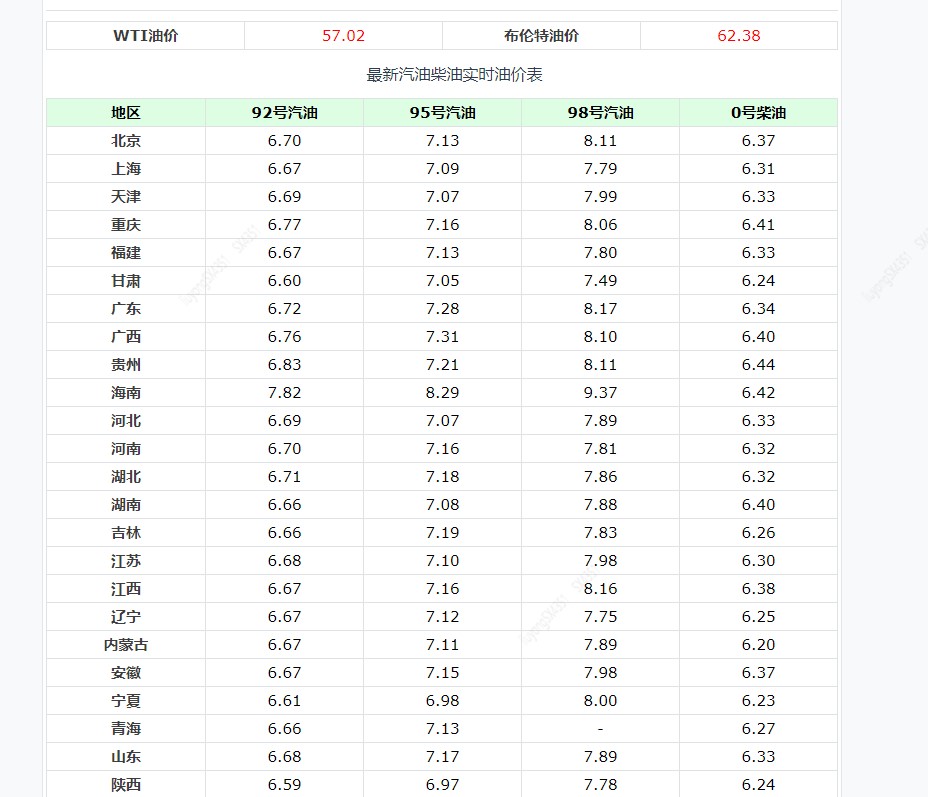 WTI油价 57.02 布伦特油价 62.38
最新汽油柴油实时油价表
地区 92号汽油 95号汽油 98号汽油 0号柴油
北京 6.70 7.13 8.11 6.37
上海 6.67 7.09 7.79 6.31
天津 6.69 7.07 7.99 6.33
重庆 6.77 7.16 8.06 6.41
福建 6.67 7.13 7.80 6.33
甘肃 6.60 7.05 7.49 6.24
广东 6.72 7.28 8.17 6.34
广西 6.76 7.31 8.10 6.40
贵州 6.83 7.21 8.11 6.44
海南 7.82 8.29 9.37 6.42
河北 6.69 7.07 7.89 6.33
河南 6.70 7.16 7.81 6.32
湖北 6.71 7.18 7.86 6.32
湖南 6.66 7.08 7.88 6.40
吉林 6.66 7.19 7.83 6.26
江苏 6.68 7.10 7.98 6.30
江西 6.67 7.16 8.16 6.38
辽宁 6.67 7.12 7.75 6.25
内蒙古 6.67 7.11 7.89 6.20
安徽 6.67 7.15 7.98 6.37
宁夏 6.61 6.98 8.00 6.23
青海 6.66 7.13 - 6.27
山东 6.68 7.17 7.89 6.33
陕西 6.59 6.97 7.78 6.24